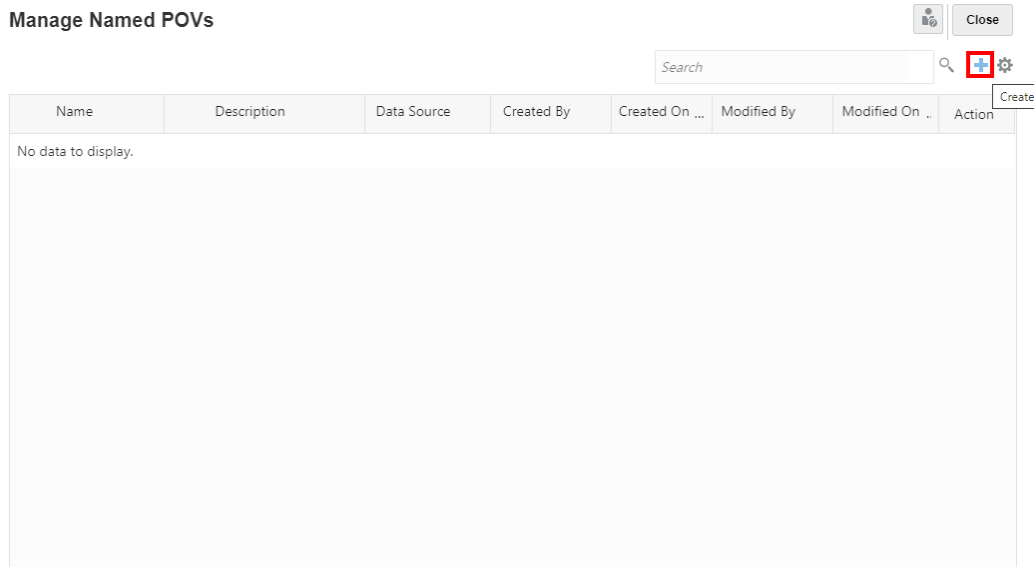 Manage Named POVs
Close
Search
Create
Name Description Data Source Created By Created On ... Modified By Modified On .. Action
No data to display.